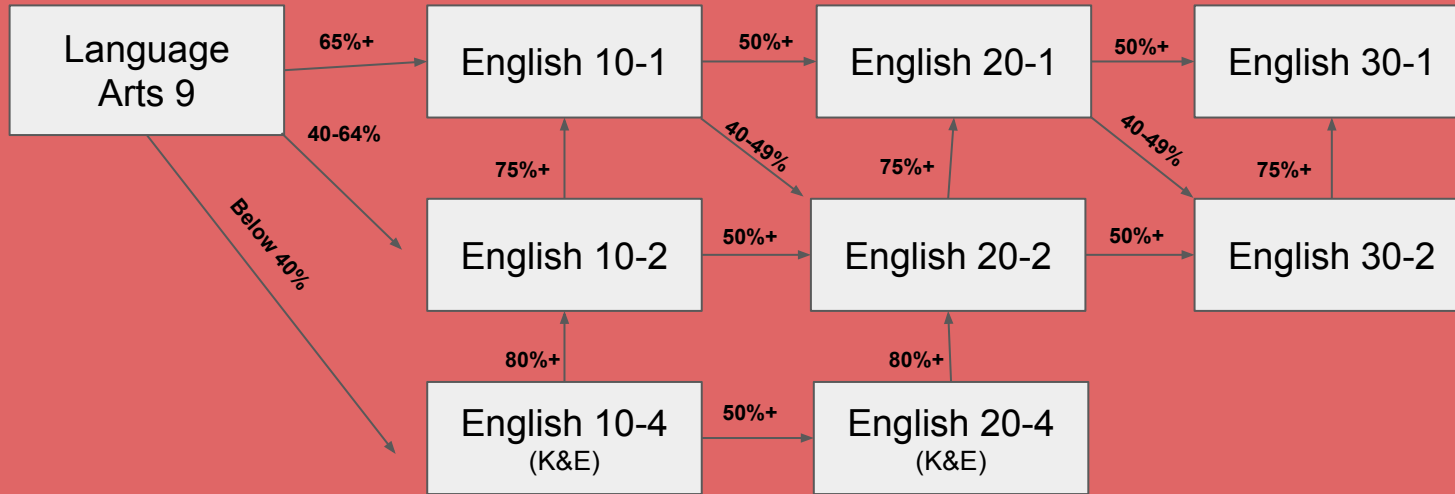 Language
Arts 9
65%+
English 10-1
50%+
English 20-1
50%+
English 30-1
40-64%
40-49%
40-49%
75%+
75%+
75%+
Below 40%
English 10-2
50%+
English 20-2
50%+
English 30-2
80%+
80%+
English 10-4
(K&E)
50%+
English 20-4
(K&E)